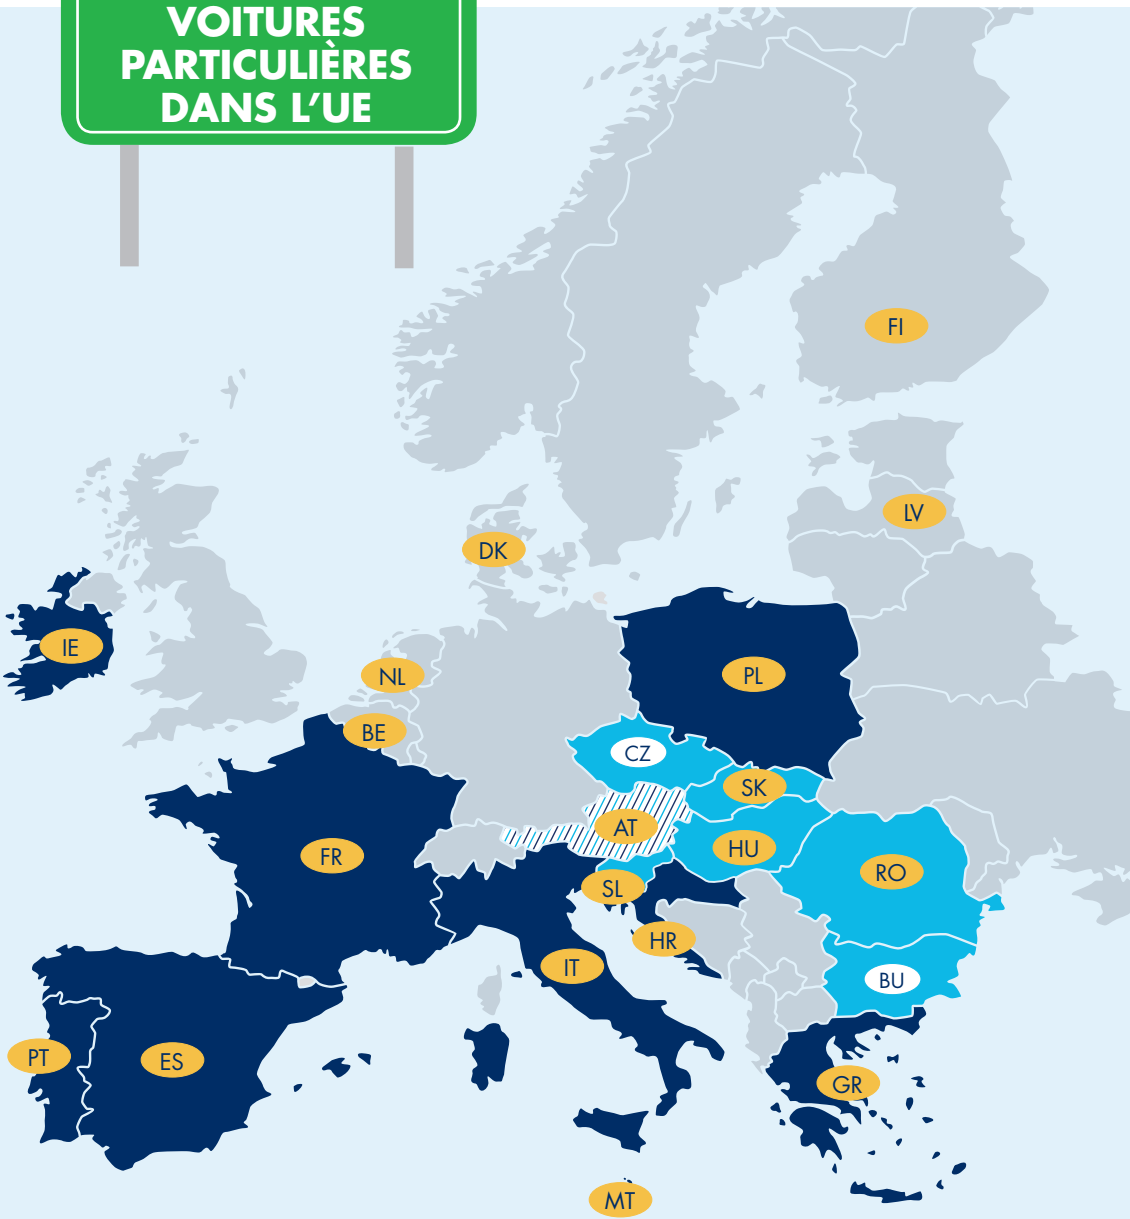 VOITURES
PARTICULIÈRES
DANS L'UE
FI
LV
DK
IE
NL
PL
BE
CZ
SK
AT
HU
FR
RO
SL
HR
IT
BU
PT
ES
GR
MT